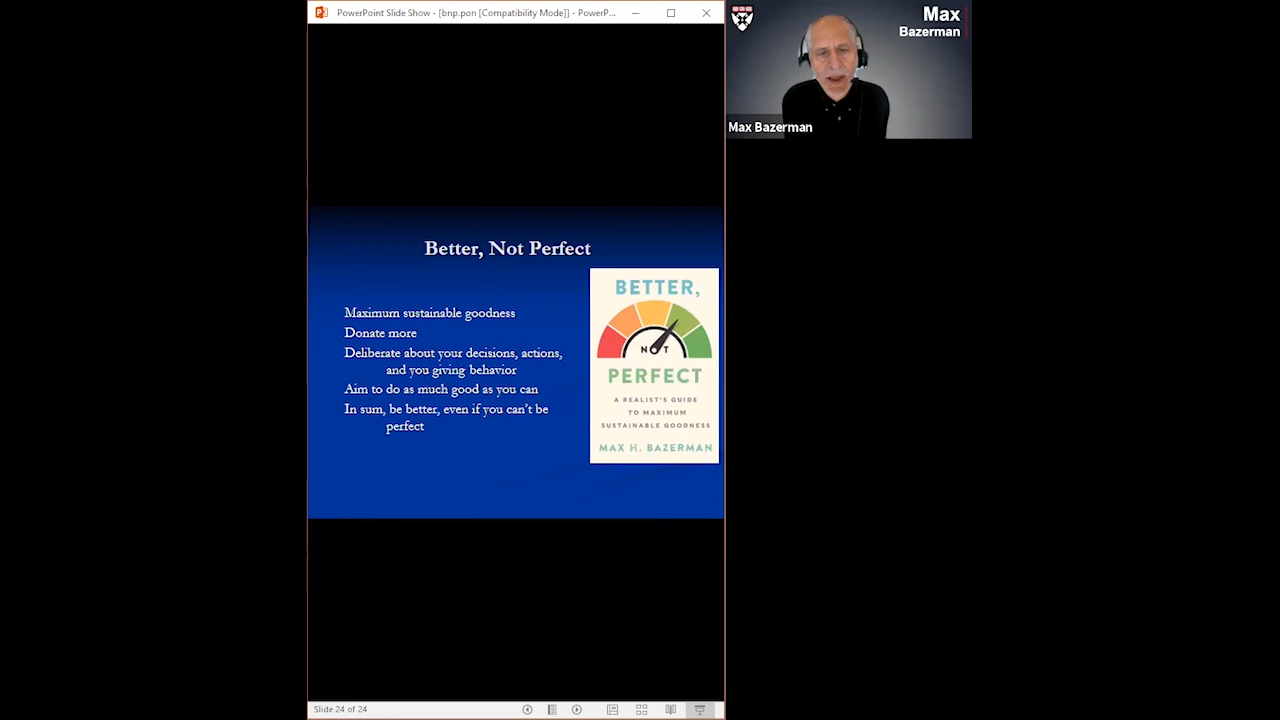 PowerPoint Slide Show - [bnp.pon [Compatibility Mode]] - PowerP...
Max
Bazerman
Max Bazerman
Better, Not Perfect
Maximum sustainable goodness
Donate more
Deliberate about your decisions, actions,
and you giving behavior
Aim to do as much good as you can
In sum, be better, even if you can't be
perfect
BETTER,
NOT
PERFECT
A REALIST'S GUIDE
TO MAXIMUM
SUSTAINABLE GOODNESS
MAX H. BAZERMAN
Slide 24 of 24